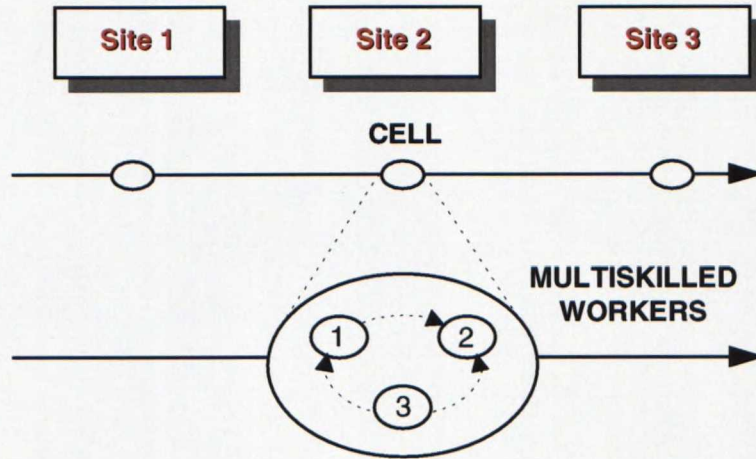 Site 1
Site 2
Site 3
CELL
MULTISKILLED
WORKERS
1
2
3